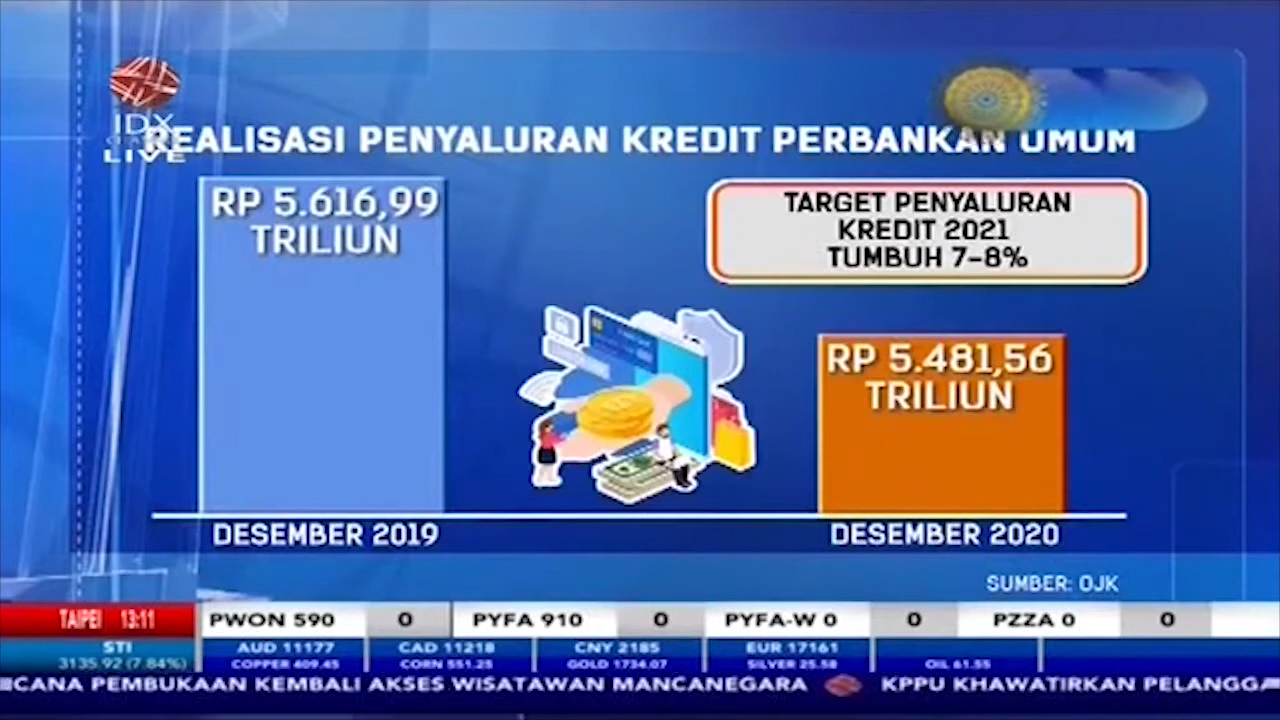 IDX
LIVE
REALISASI PENYALURAN KREDIT PERBANKAN UMUM
RP 5.616,99
TRILIUN
TARGET PENYALURAN
KREDIT 2021
TUMBUH 7-8%
RP 5.481,56
TRILIUN
DESEMBER 2019
DESEMBER 2020
SUMBER: OJK
TAIPEI 13:11
PWON 590 0 PYFA 910 0 PYFA-W 0 0 PZZA 0 0
STI AUD 11177 CAD 11218 CNY 2185 EUR 17161
3135.92 (7.84%) COPPER 409.45 CORN 551.25 GOLD 1734.07 SILVER 25.58 OIL 61.55
CANA PEMBUKAAN KEMBALI AKSES WISATAWAN MANCANEGARA KPPU KHAWATIRKAN PELANGGA